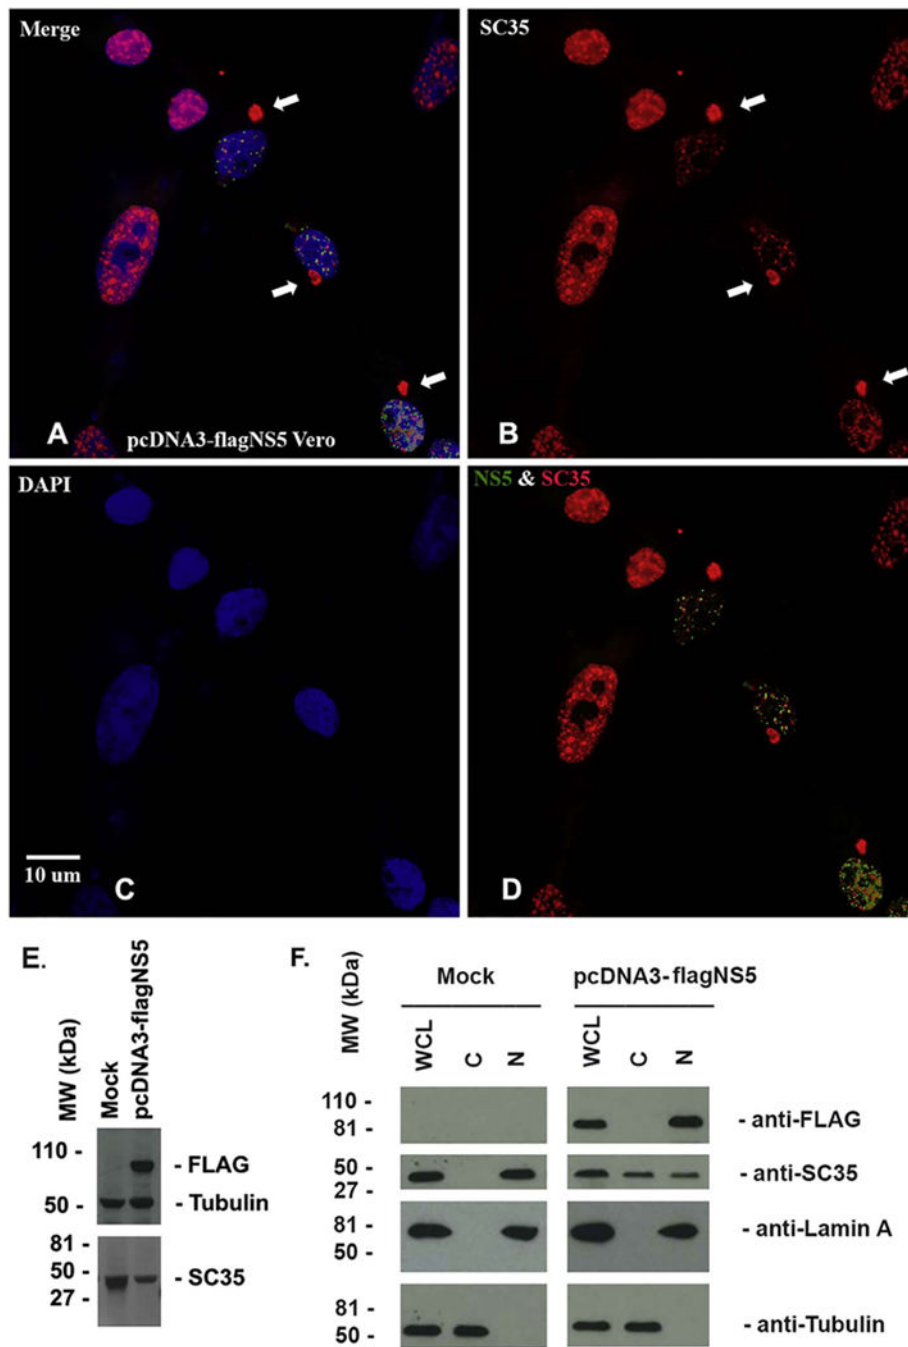 Merge
SC35
A
pcDNA3-flagNS5 Vero
B
DAPI
NS5 & SC35
10 um
C
D
E.
MW (kDa)
Mock
pcDNA3-flagNS5
110 -
- FLAG
50 -
- Tubulin
81 -
50 -
- SC35
27 -
F.
MW (kDa)
Mock
pcDNA3-flagNS5
WCL
C
N
WCL
C
N
110 -
81 -
- anti-FLAG
50 -
27 -
- anti-SC35
81 -
50 -
- anti-Lamin A
81 -
50 -
- anti-Tubulin